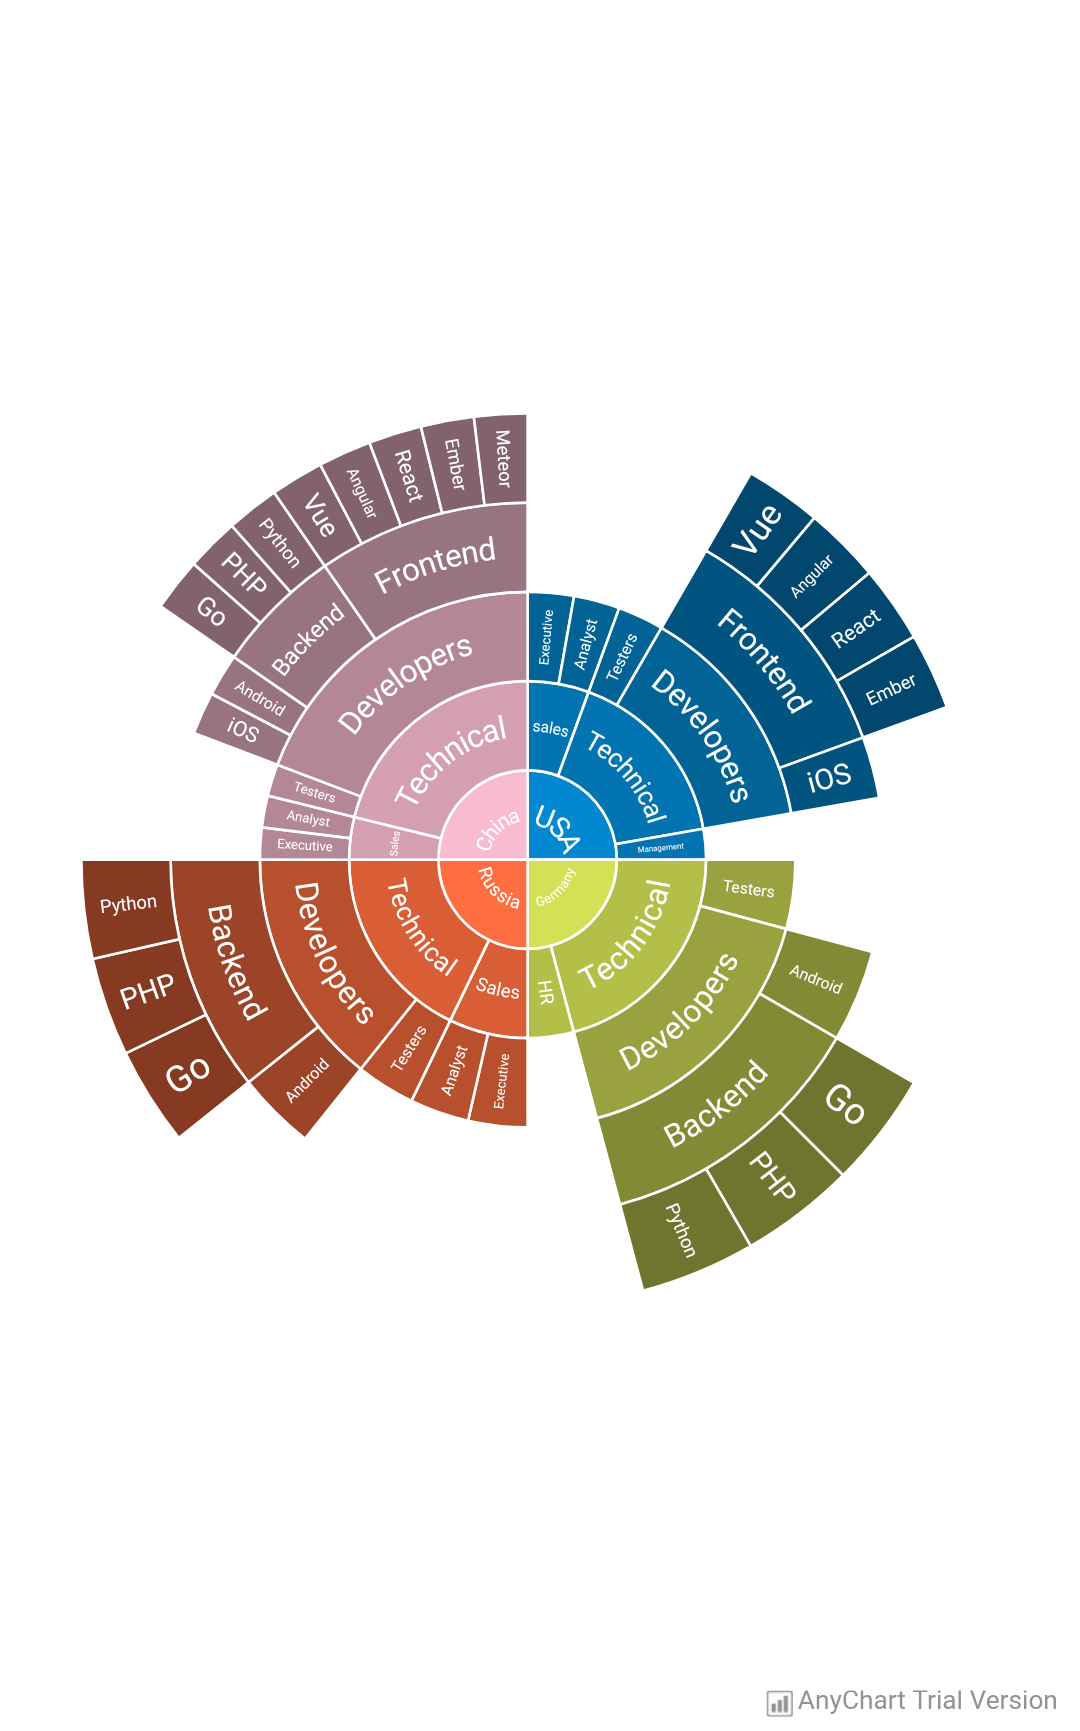 Meteor
Ember
React
Angular
Vue
Python
PHP
Go
Frontend
Backend
Android
iOS
Developers
Testers
Analyst
Executive
Technical
Sales
China
Vue
Angular
React
Ember
Frontend
iOS
Executive
Analyst
Testers
Developers
sales
Technical
Management
USA
Russia
Technical
Sales
Developers
Testers
Analyst
Executive
Backend
Android
Python
PHP
Go
Germany
Technical
HR
Testers
Developers
Android
Backend
Go
PHP
Python
AnyChart Trial Version